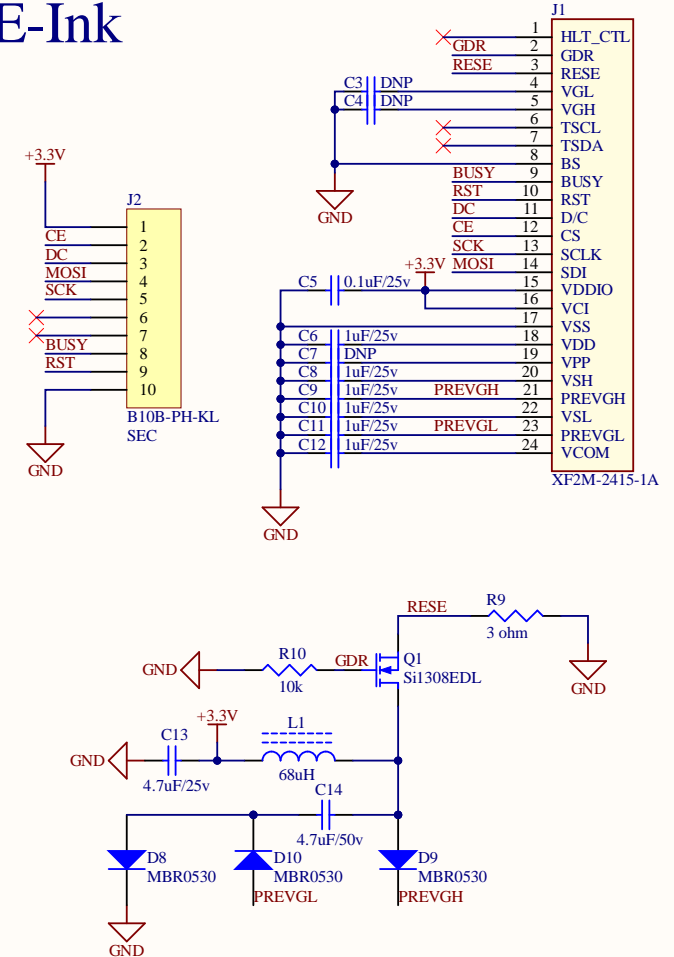 E-Ink
J1
1 HLT_CTL
GDR 2 GDR
RESE 3 RESE
C3 DNP 4 VGL
C4 DNP 5 VGH
6 TSCL
7 TSDA
8 BS
GND
BUSY 9 BUSY
RST 10 RST
DC 11 D/C
CE 12 CS
SCK 13 SCLK
+3.3V MOSI 14 SDI
C5 0.1uF/25v 15 VDDIO
16 VCI
17 VSS
C6 1uF/25v 18 VDD
C7 DNP 19 VPP
C8 1uF/25v 20 VSH
C9 1uF/25v PREVGH 21 PREVGH
C10 1uF/25v 22 VSL
C11 1uF/25v PREVGL 23 PREVGL
C12 1uF/25v 24 VCOM
XF2M-2415-1A
GND
+3.3V
J2
1
CE 2
DC 3
MOSI 4
SCK 5
6
7
BUSY 8
RST 9
10
B10B-PH-KL
SEC
GND
RESE R9
3 ohm
GND
GND R10 GDR Q1
10k Si1308EDL
+3.3V
C13 L1
GND
4.7uF/25v 68uH
C14
4.7uF/50v
D8 D10 D9
MBR0530 MBR0530 MBR0530
PREVGL PREVGH
GND